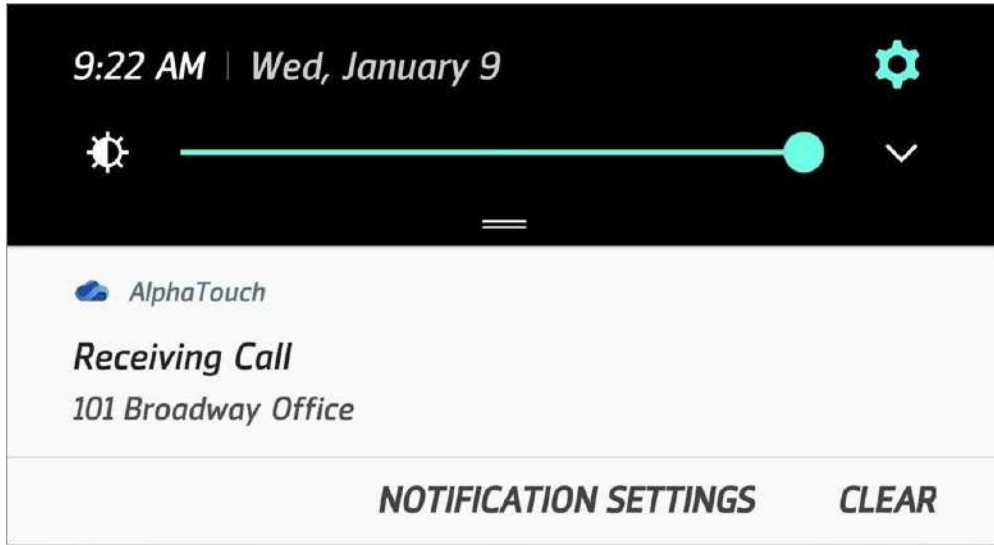 9:22 AM | Wed, January 9
AlphaTouch
Receiving Call
101 Broadway Office
NOTIFICATION SETTINGS CLEAR